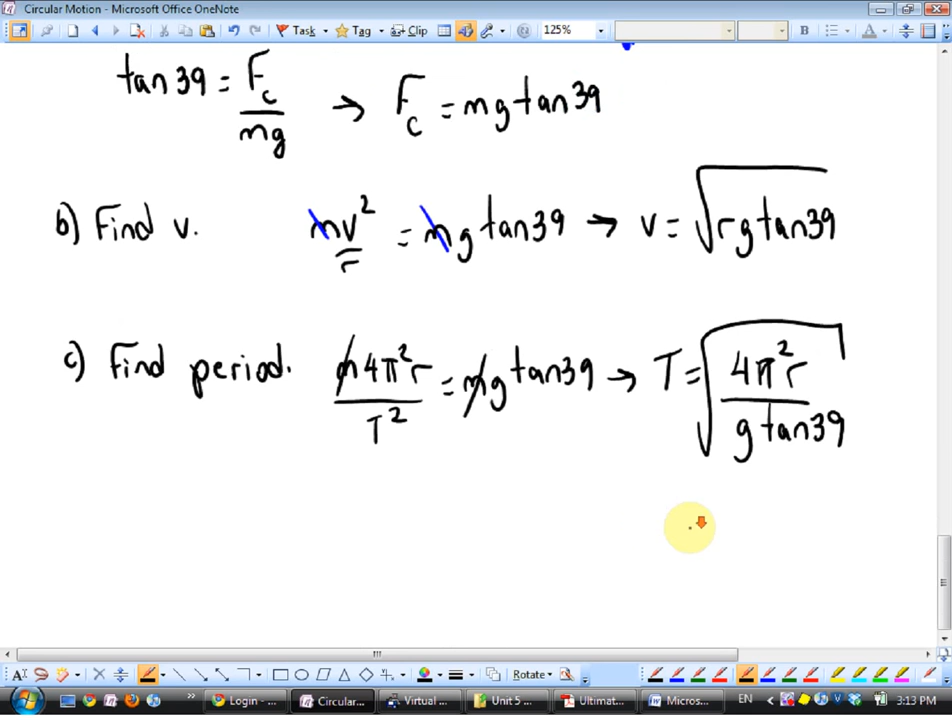 Circular Motion - Microsoft Office OneNote
Task Tag Clip 125% B A
tan 39 = Fc / mg → Fc = mg tan 39
b) Find v. mv² / r = mg tan 39 → v = √rg tan 39
c) Find period. m4π²r / T² = mg tan 39 → T = √4π²r / g tan 39
Rotate
Login - Circular... Virtual Unit 5 Ultimat... Micros... EN 3:13 PM